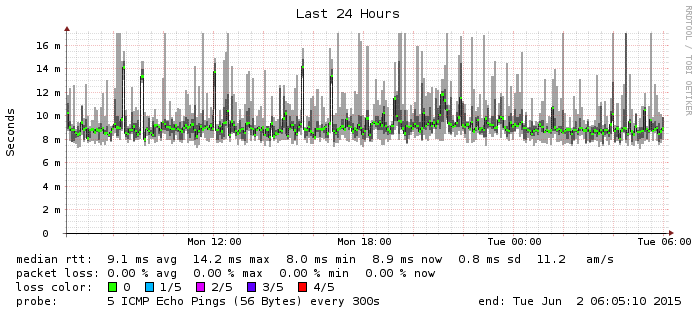 Last 24 Hours
RRDTOOL / TOBI OETIKER
Seconds
16 m
14 m
12 m
10 m
8 m
6 m
4 m
2 m
0
Mon 12:00 Mon 18:00 Tue 00:00 Tue 06:00
median rtt: 9.1 ms avg 14.2 ms max 8.0 ms min 8.9 ms now 0.8 ms sd 11.2 am/s
packet loss: 0.00 % avg 0.00 % max 0.00 % min 0.00 % now
loss color: 0 1/5 2/5 3/5 4/5
probe: 5 ICMP Echo Pings (56 Bytes) every 300s end: Tue Jun 2 06:05:10 2015